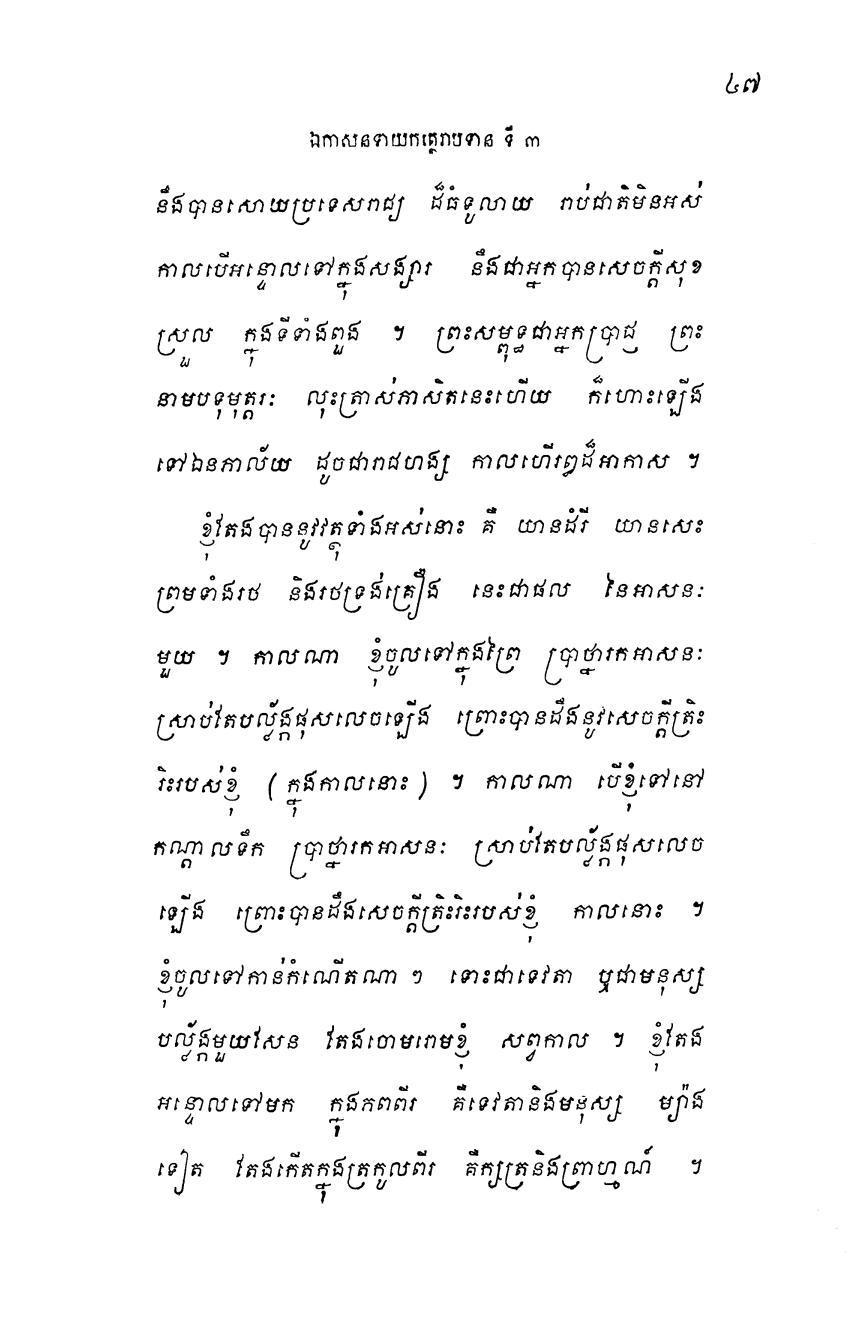 ៤៧
ឯកាសនទាយកត្ថេរាបទាន ទី ៣
នឹងបានសោយប្រទេសរាជ្យ ដ៏ធំទូលាយ រាប់ជាតិមិនអស់
កាលបើអន្ទោលទៅក្នុងសង្សារ នឹងជាអ្នកបានសេចក្តីសុខ
ស្រួល ក្នុងទីទាំងពួង ។ ព្រះសម្ពុទ្ធជាអ្នកប្រាជ្ញ ព្រះ
នាមបទុមុត្តរៈ លុះត្រាស់ភាសិតនេះហើយ ក៏ហោះឡើង
ទៅឯនភាល័យ ដូចជារាជហង្ស កាលហើរឰដ៏អាកាស ។
ខ្ញុំតែងបាននូវវត្ថុទាំងអស់នោះ គឺ យានដំរី យានសេះ
ព្រមទាំងរថ និងរថទ្រង់គ្រឿង នេះជាផល នៃអាសនៈ
មួយ ។ កាលណា ខ្ញុំចូលទៅក្នុងព្រៃ ប្រាថ្នារកអាសនៈ
ស្រាប់តែបល្ល័ង្កផុសលេចឡើង ព្រោះបានដឹងនូវសេចក្តីត្រិះ
រិះរបស់ខ្ញុំ (ក្នុងកាលនោះ) ។ កាលណា បើខ្ញុំទៅនៅ
កណ្តាលទឹក ប្រាថ្នារកអាសនៈ ស្រាប់តែបល្ល័ង្កផុសលេច
ឡើង ព្រោះបានដឹងសេចក្តីត្រិះរិះរបស់ខ្ញុំ កាលនោះ ។
ខ្ញុំចូលទៅកាន់កំណើតណា ៗ ទោះជាទេវតា ឬជាមនុស្ស
បល្ល័ង្កមួយសែន តែងចោមរោមខ្ញុំ សព្វកាល ។ ខ្ញុំតែង
អន្ទោលទៅមក ក្នុងភពពីរ គឺទេវតានិងមនុស្ស ម្យ៉ាង
ទៀត តែងកើតក្នុងត្រកូលពីរ គឺក្សត្រនិងព្រាហ្មណ៍ ។